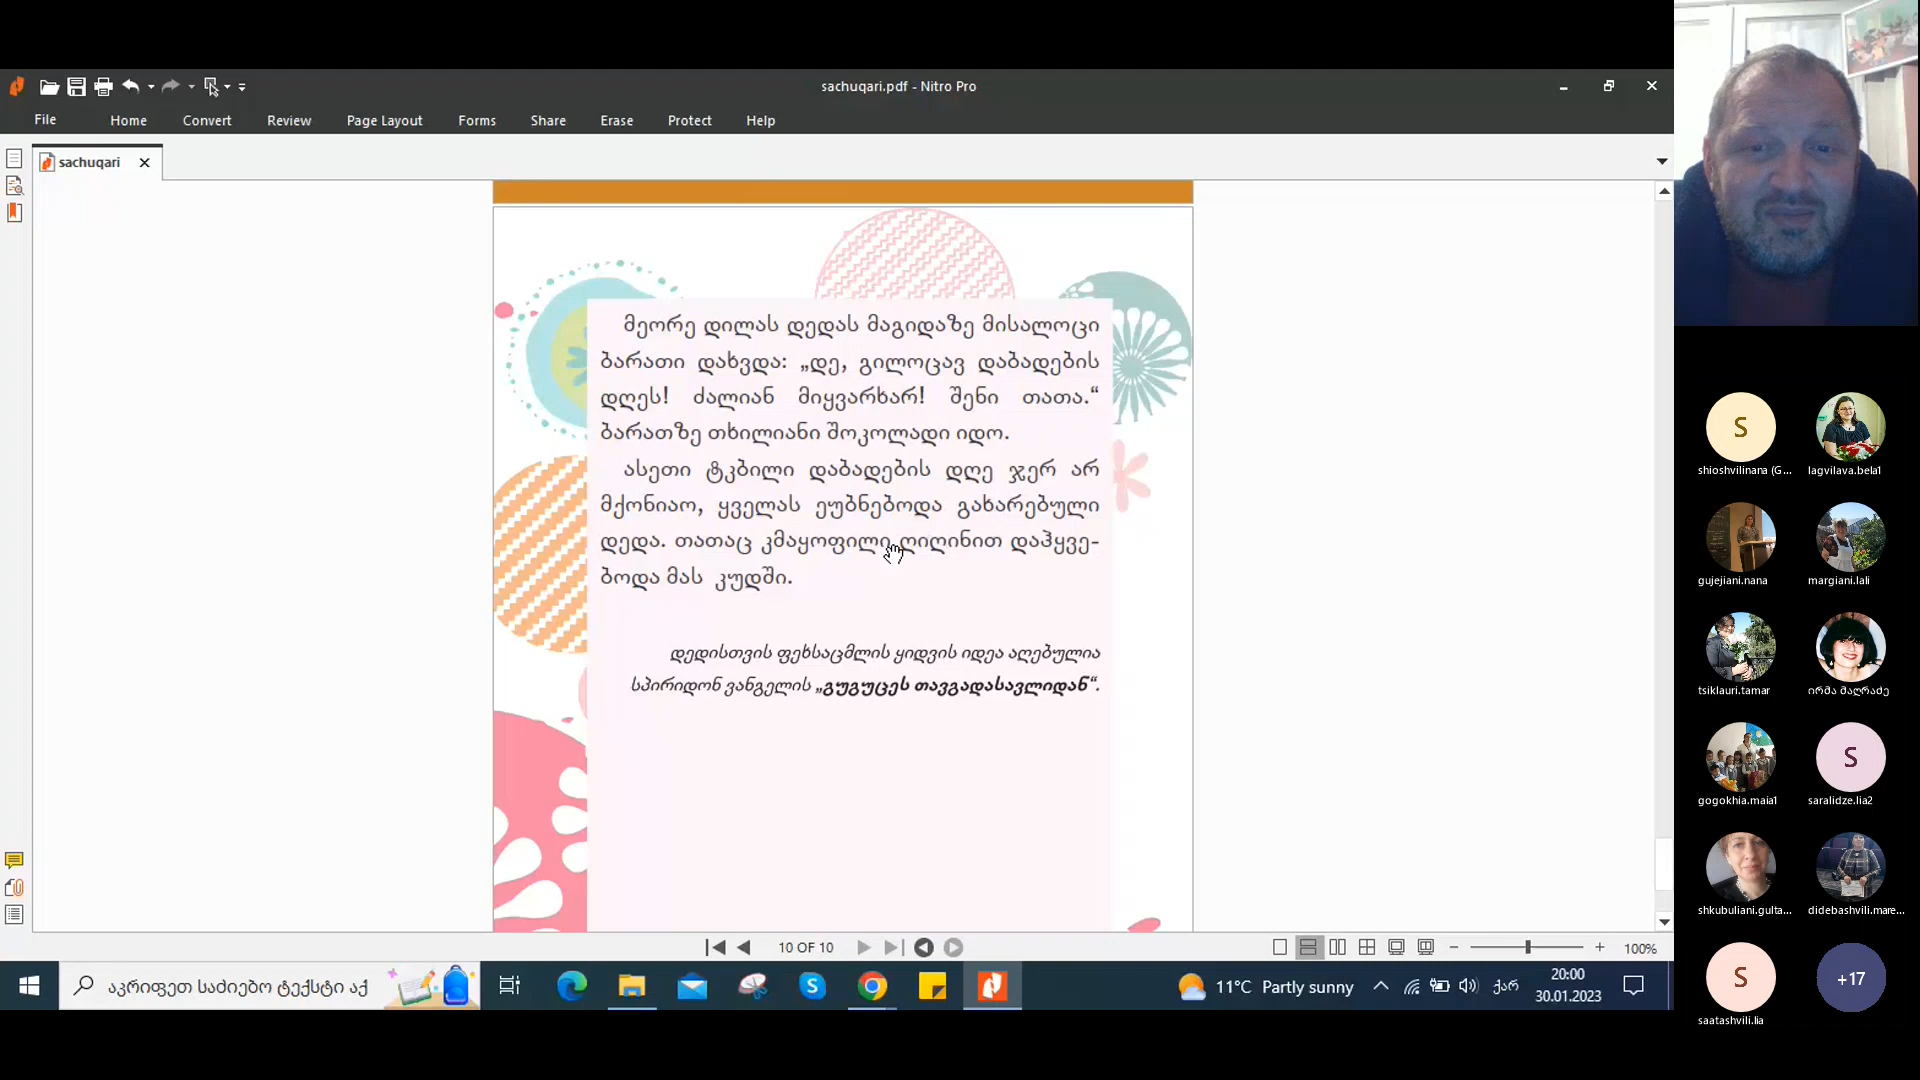 sachuqari.pdf - Nitro Pro
File Home Convert Review Page Layout Forms Share Erase Protect Help
sachuqari
მეორე დილას დედას მაგიდაზე მისალოცი
ბარათი დახვდა: „დე, გილოცავ დაბადების
დღეს! ძალიან მიყვარხარ! შენი თათა.“
ბარათზე თხილიანი შოკოლადი იდო.
ასეთი ტკბილი დაბადების დღე ჯერ არ
მქონიაო, ყველას ეუბნებოდა გახარებული
დედა. თათაც კმაყოფილი ღიღინით დაჰყვე-
ბოდა მას კუდში.
დედისთვის ფეხსაცმლის ყიდვის იდეა აღებულია
სპირიდონ ვანგელის „გუგუცეს თავგადასავლიდან“.
10 OF 10
100%
აკრიფეთ საძიებო ტექსტი აქ
11°C Partly sunny
ქარ
20:00
30.01.2023
S
shioshvilinana (G...
lagvilava.bela1
gujejiani.nana
margiani.lali
tsiklauri.tamar
ირმა მაღრაძე
S
gogokhia.maia1
saralidze.lia2
shkubuliani.gulta...
didebashvili.mare...
S
+17
saatashvili.lia